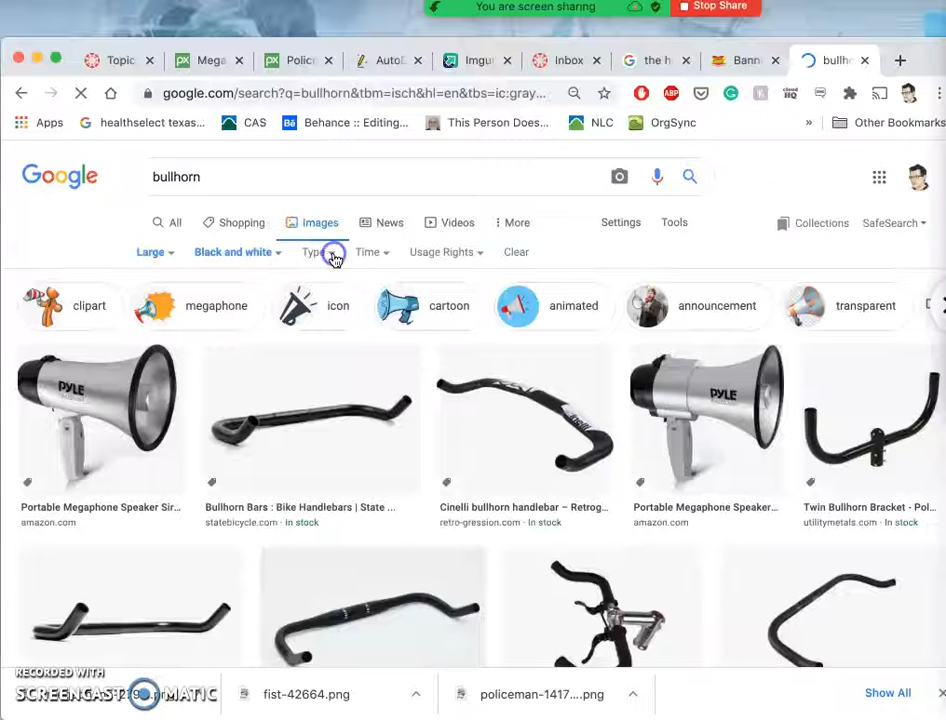 You are screen sharing
Stop Share
Topic
Mega
Polic
AutoD
Imgu
Inbox
the h
Bann
bullh
google.com/search?q=bullhorn&tbm=isch&hl=en&tbs=ic:gray...
Apps
healthselect texas...
CAS
Behance :: Editing...
This Person Does...
NLC
OrgSync
»
Other Bookmarks
Google
bullhorn
All
Shopping
Images
News
Videos
More
Settings
Tools
Collections
SafeSearch
Large
Black and white
Type
Time
Usage Rights
Clear
clipart
megaphone
icon
cartoon
animated
announcement
transparent
PYLE
PYLE
Portable Megaphone Speaker Sir...
amazon.com
Bullhorn Bars : Bike Handlebars | State ...
statebicycle.com · In stock
Cinelli bullhorn handlebar – Retrog...
retro-gression.com · In stock
Portable Megaphone Speaker...
amazon.com
Twin Bullhorn Bracket - Pol...
utilitymetals.com · In stock
RECORDED WITH
SCREENCAST MATIC
fist-42664.png
policeman-1417....png
Show All